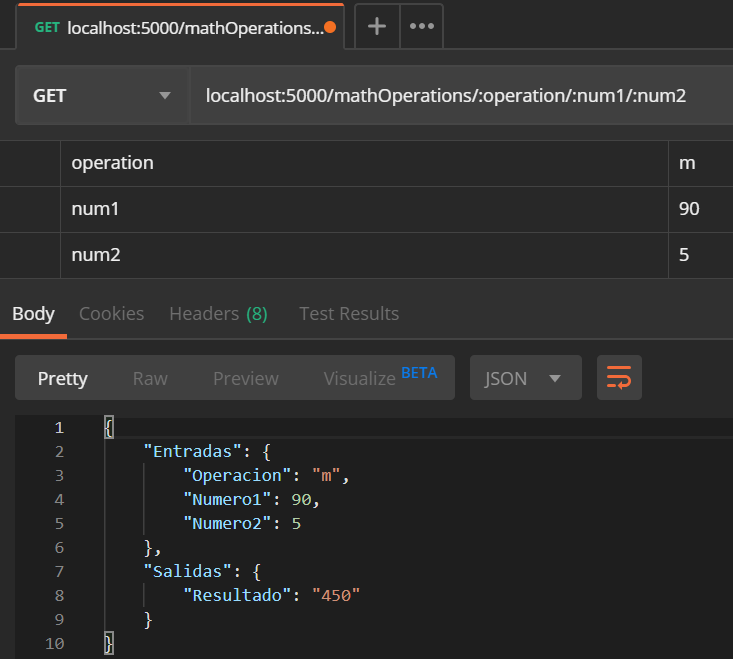 GET localhost:5000/mathOperations... + •••
GET localhost:5000/mathOperations/:operation/:num1/:num2
operation m
num1 90
num2 5
Body Cookies Headers (8) Test Results
Pretty Raw Preview Visualize BETA JSON
1 {
2 "Entradas": {
3 "Operacion": "m",
4 "Numero1": 90,
5 "Numero2": 5
6 },
7 "Salidas": {
8 "Resultado": "450"
9 }
10 }